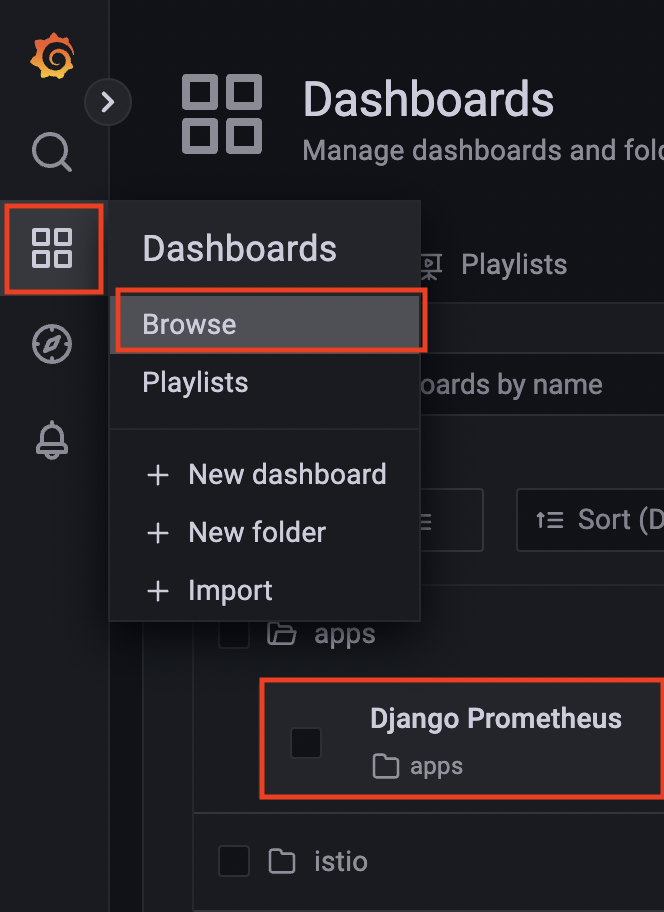 Dashboards
Manage dashboards and fold
Dashboards
Playlists
Browse
Playlists
boards by name
New dashboard
New folder
Sort (D
Import
apps
Django Prometheus
apps
istio